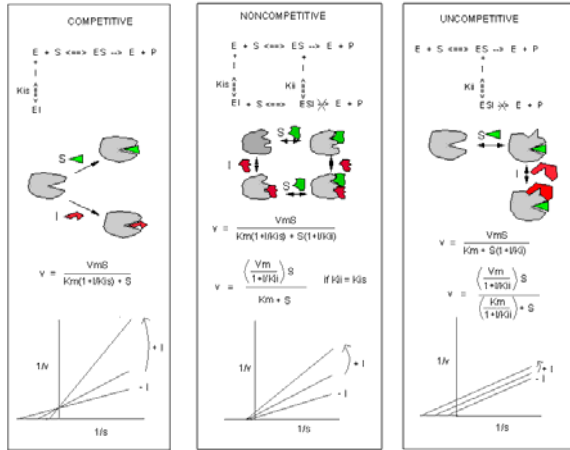 COMPETITIVE
E + S <==> ES --> E + P
+
I
Kis
EI
S
I
v = VmS
Km(1+I/Kis) + S
1/v
+ I
- I
1/s
NONCOMPETITIVE
E + S <==> ES --> E + P
+ +
I I
Kis Kii
EI + S <==> ESI --> E + P
S
I I
S
v = VmS
Km(1+I/Kis) + S(1+I/Kii)
v = (Vm
1+I/Kii) S
Km + S
if Kii = Kis
1/v
+ I
- I
1/s
UNCOMPETITIVE
E + S <==> ES --> E + P
+
I
Kii
ESI --> E + P
S
I
v = VmS
Km + S(1+I/Kii)
v = (Vm
1+I/Kii) S
(Km
1+I/Kii) + S
1/v
+ I
- I
1/s